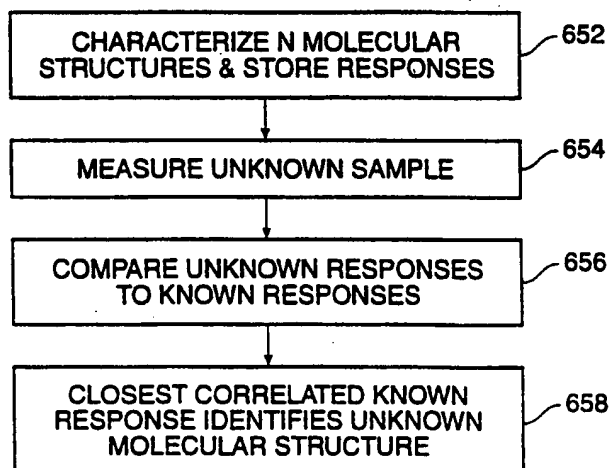 CHARACTERIZE N MOLECULAR
STRUCTURES & STORE RESPONSES
652
MEASURE UNKNOWN SAMPLE
654
COMPARE UNKNOWN RESPONSES
TO KNOWN RESPONSES
656
CLOSEST CORRELATED KNOWN
RESPONSE IDENTIFIES UNKNOWN
MOLECULAR STRUCTURE
658